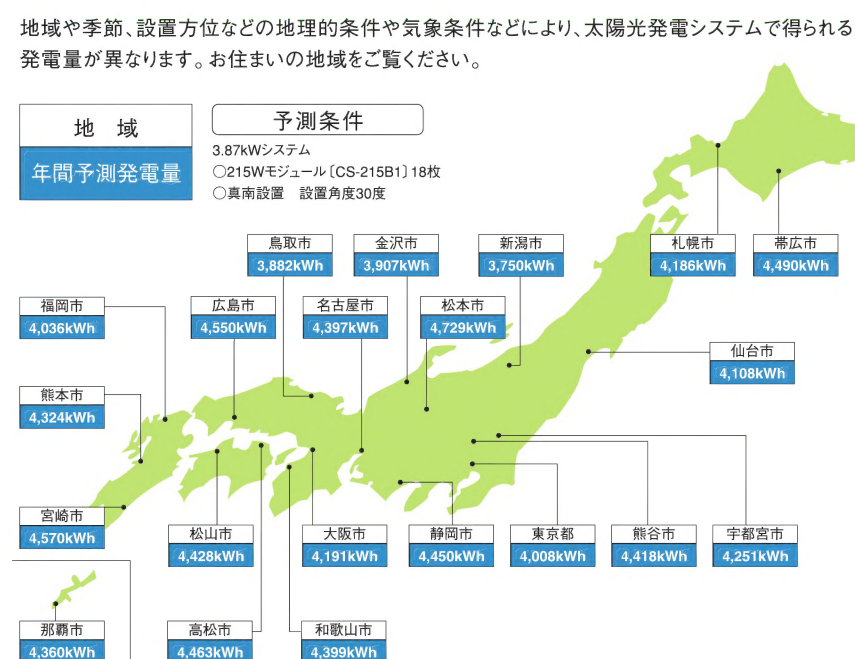 地域や季節、設置方位などの地理的条件や気象条件などにより、太陽光発電システムで得られる
発電量が異なります。お住まいの地域をご覧ください。
地　域
年間予測発電量
予測条件
3.87kWシステム
○215Wモジュール〔CS-215B1〕18枚
○真南設置　設置角度30度
鳥取市
3,882kWh
金沢市
3,907kWh
新潟市
3,750kWh
札幌市
4,186kWh
帯広市
4,490kWh
福岡市
4,036kWh
広島市
4,550kWh
名古屋市
4,397kWh
松本市
4,729kWh
仙台市
4,108kWh
熊本市
4,324kWh
宮崎市
4,570kWh
松山市
4,428kWh
大阪市
4,191kWh
静岡市
4,450kWh
東京都
4,008kWh
熊谷市
4,418kWh
宇都宮市
4,251kWh
那覇市
4,360kWh
高松市
4,463kWh
和歌山市
4,399kWh